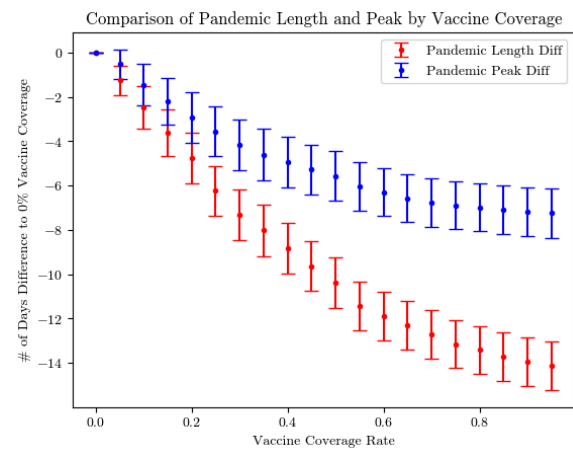 Comparison of Pandemic Length and Peak by Vaccine Coverage
Pandemic Length Diff
Pandemic Peak Diff
# of Days Difference to 0% Vaccine Coverage
0
−2
−4
−6
−8
−10
−12
−14
0.0
0.2
0.4
0.6
0.8
Vaccine Coverage Rate